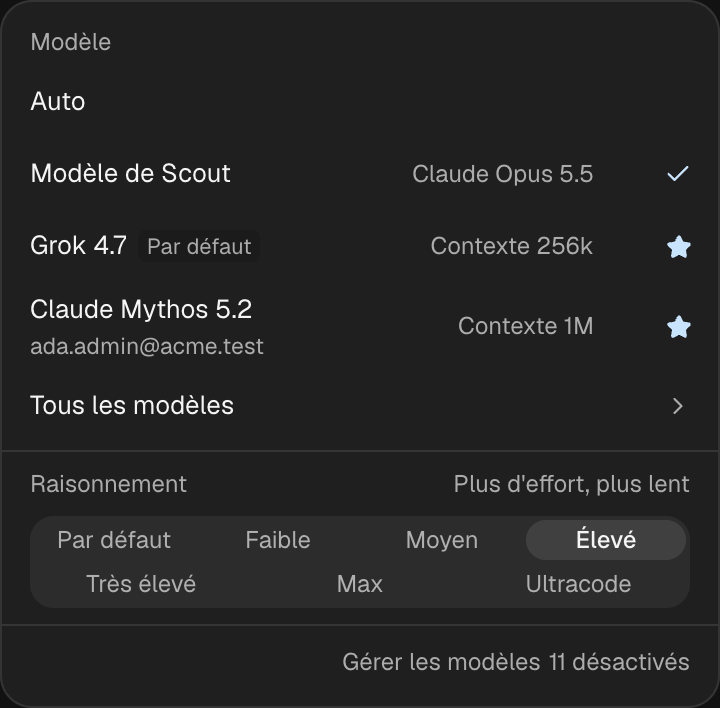 Modèle
Auto
Modèle de Scout Claude Opus 5.5
Grok 4.7 Par défaut Contexte 256k
Claude Mythos 5.2
ada.admin@acme.test Contexte 1M
Tous les modèles
Raisonnement Plus d'effort, plus lent
Par défaut Faible Moyen Élevé
Très élevé Max Ultracode
Gérer les modèles 11 désactivés